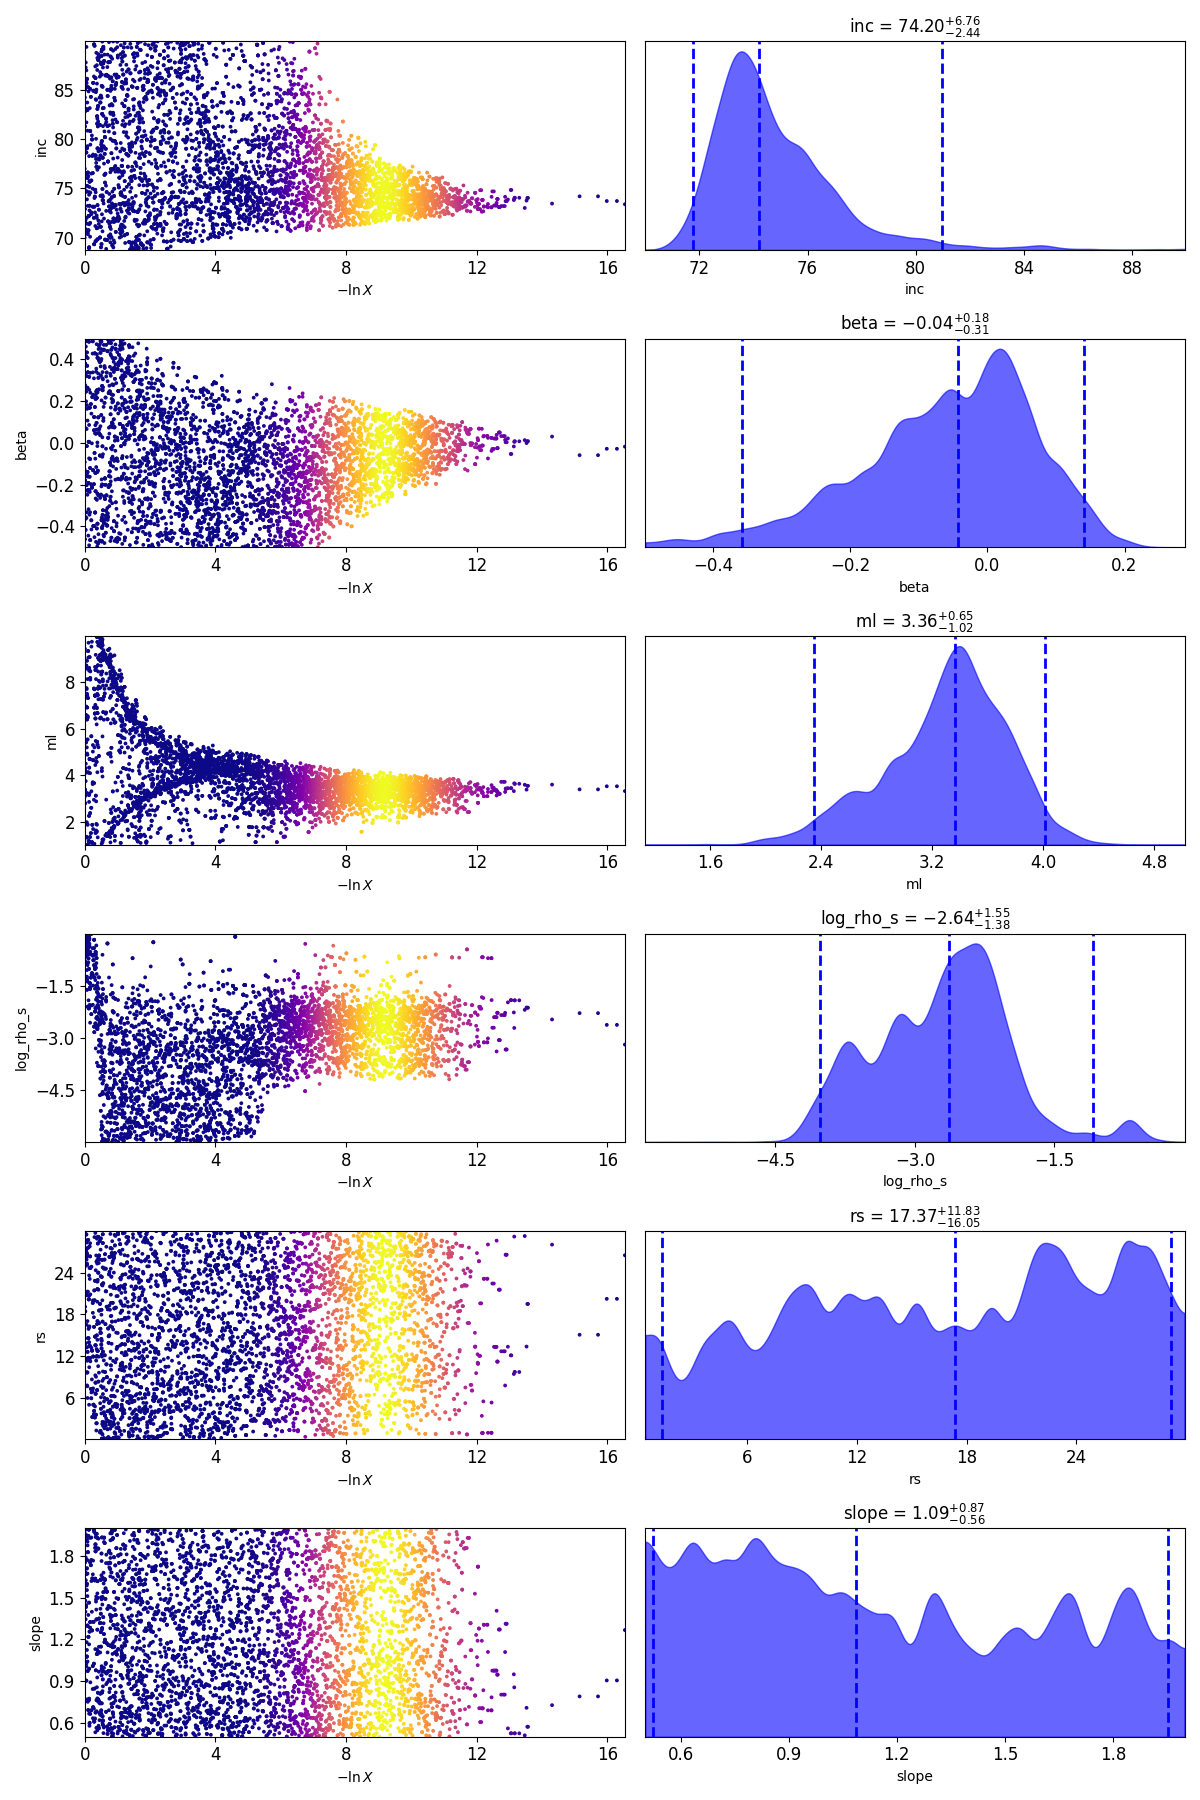 inc = 74.20+6.76−2.44
85
80
75
70
inc
0 4 8 12 16
−ln X
72 76 80 84 88
inc
beta = −0.04+0.18−0.31
0.4
0.2
0.0
−0.2
−0.4
beta
0 4 8 12 16
−ln X
−0.4 −0.2 0.0 0.2
beta
ml = 3.36+0.65−1.02
8
6
4
2
ml
0 4 8 12 16
−ln X
1.6 2.4 3.2 4.0 4.8
ml
log_rho_s = −2.64+1.55−1.38
−1.5
−3.0
−4.5
log_rho_s
0 4 8 12 16
−ln X
−4.5 −3.0 −1.5
log_rho_s
rs = 17.37+11.83−16.05
24
18
12
6
rs
0 4 8 12 16
−ln X
6 12 18 24
rs
slope = 1.09+0.87−0.56
1.8
1.5
1.2
0.9
0.6
slope
0 4 8 12 16
−ln X
0.6 0.9 1.2 1.5 1.8
slope